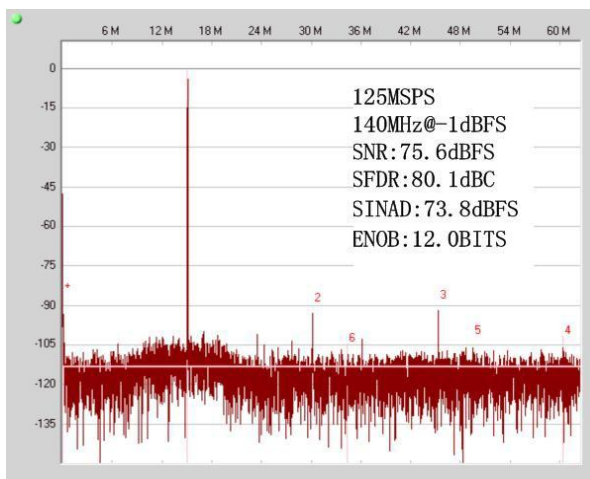 6 M 12 M 18 M 24 M 30 M 36 M 42 M 48 M 54 M 60 M
0
-15
-30
-45
-60
-75
-90
-105
-120
-135
125MSPS
140MHz@-1dBFS
SNR:75.6dBFS
SFDR:80.1dBC
SINAD:73.8dBFS
ENOB:12.0BITS
+
2
3
6
5
4